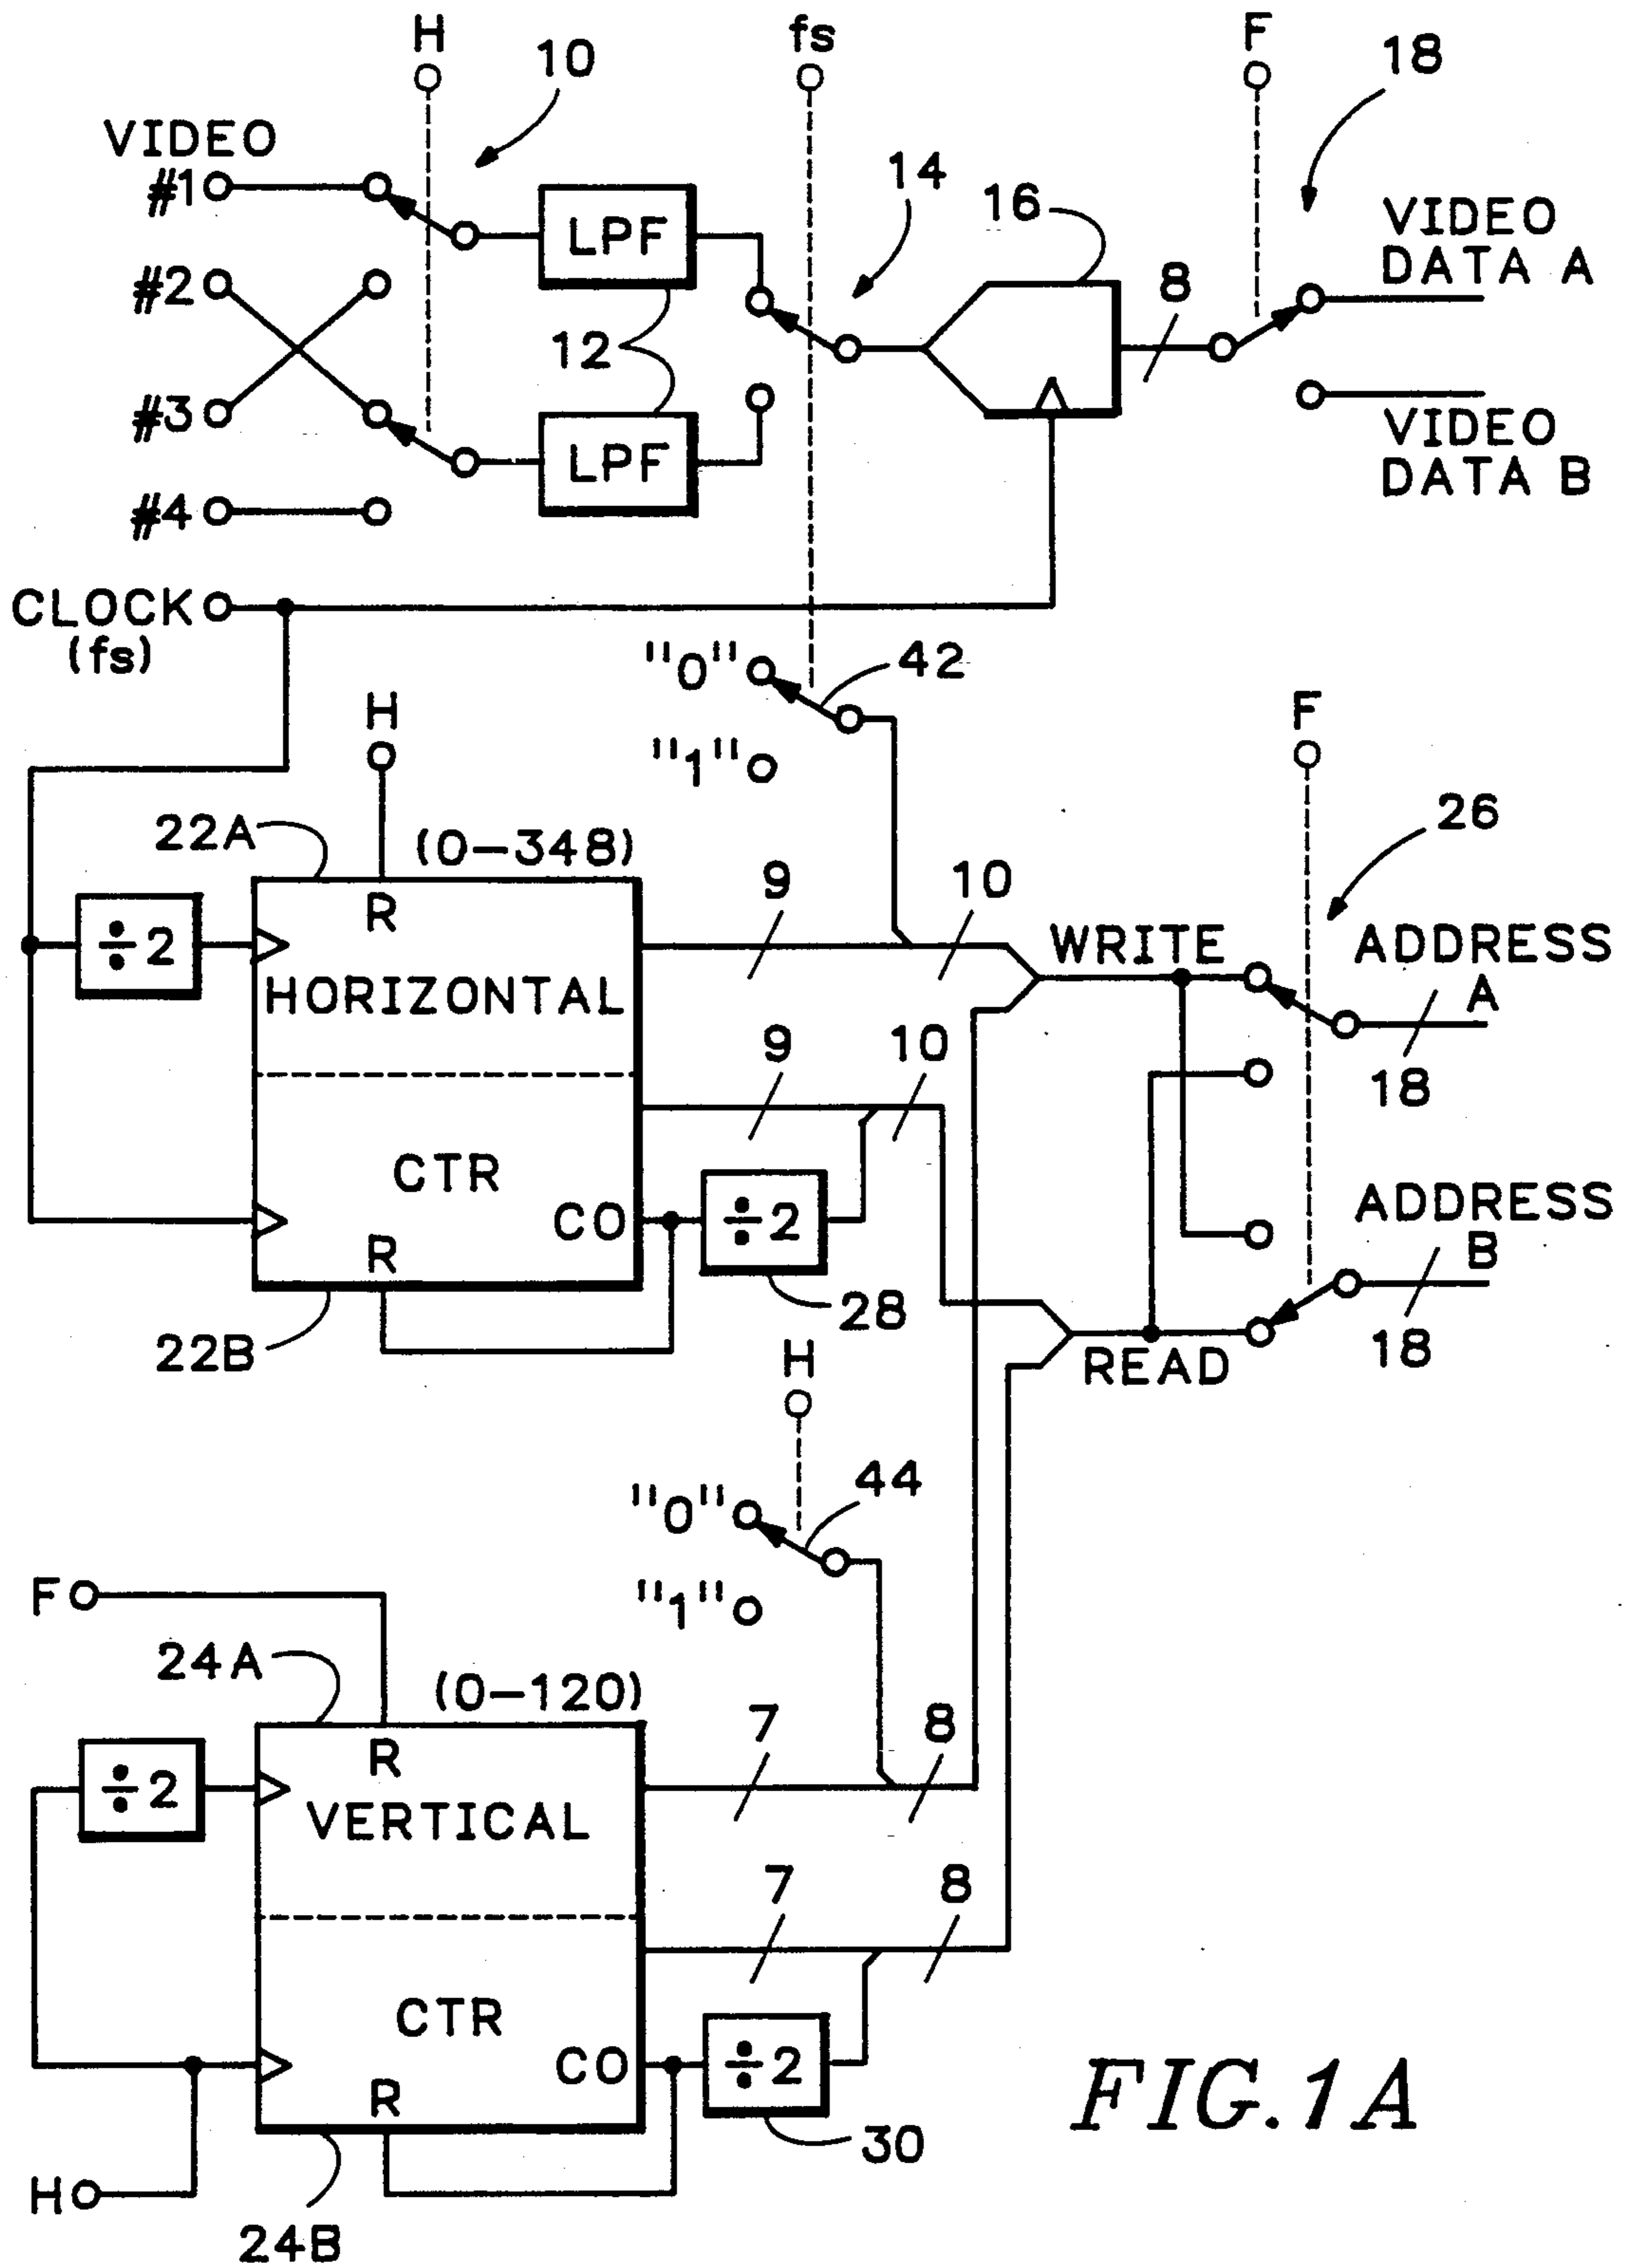 H
10
fs
F
18
VIDEO
#1
#2
#3
#4
LPF
LPF
12
14
16
8
VIDEO
DATA A
VIDEO
DATA B
CLOCK
(fs)
"0"
42
"1"
H
F
22A
(0-348)
26
÷2
R
HORIZONTAL
9
10
WRITE
ADDRESS
A
18
9
10
CTR
CO
÷2
R
28
22B
ADDRESS
B
18
READ
H
"0"
44
"1"
F
24A
(0-120)
÷2
R
VERTICAL
7
8
7
8
CTR
CO
÷2
R
30
H
24B
FIG.1A